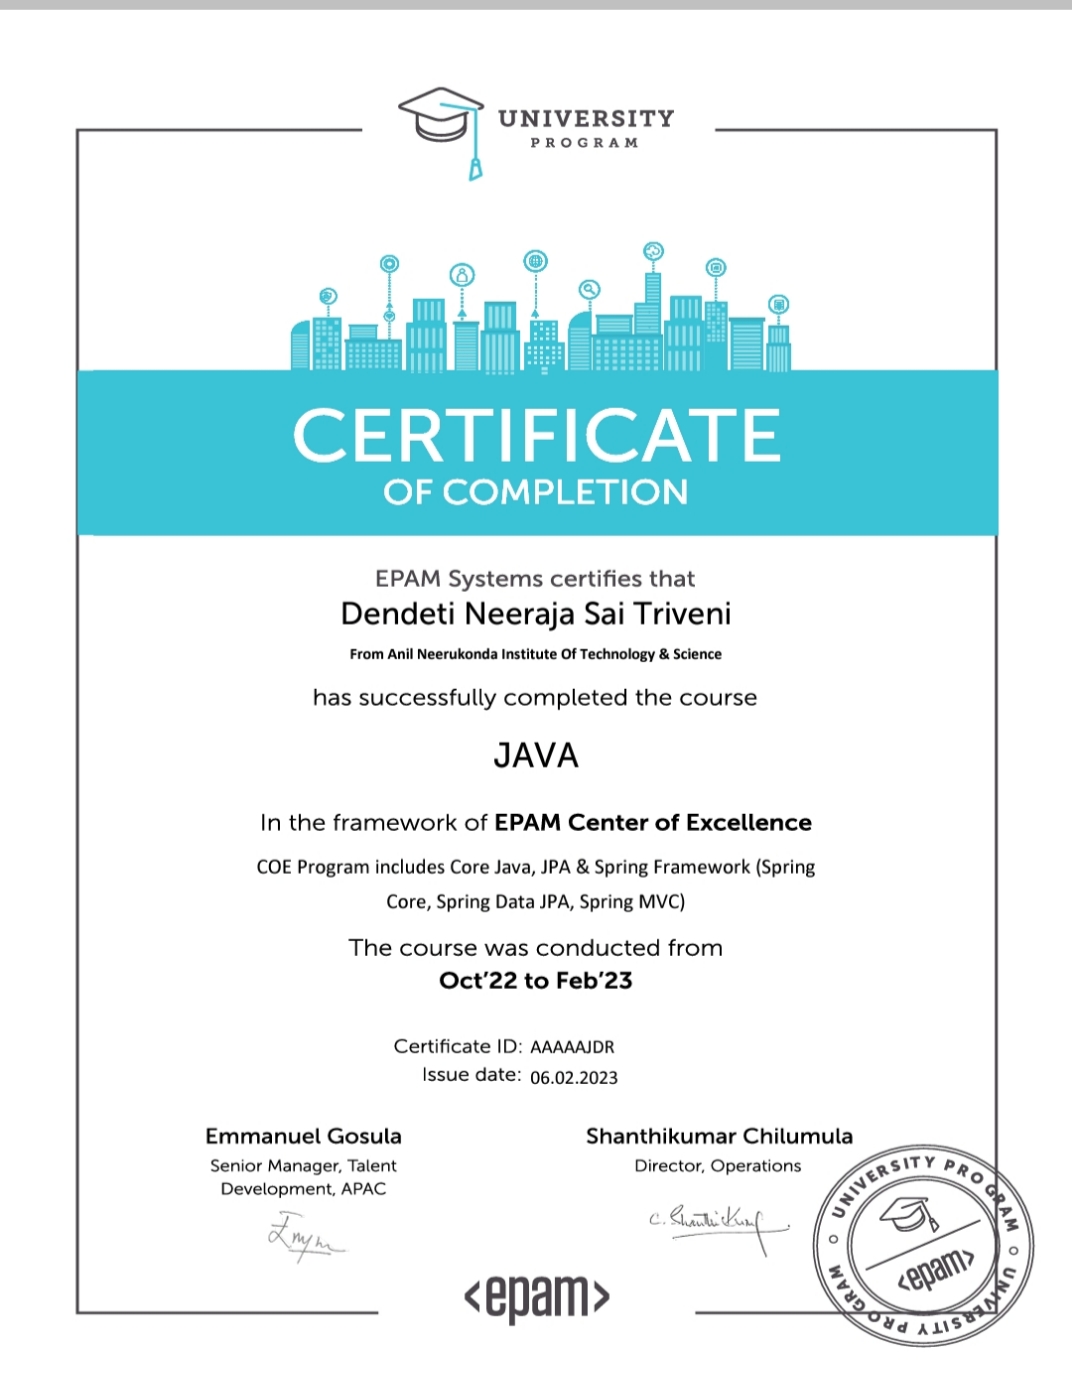 UNIVERSITY
PROGRAM
CERTIFICATE
OF COMPLETION
EPAM Systems certifies that
Dendeti Neeraja Sai Triveni
From Anil Neerukonda Institute Of Technology & Science
has successfully completed the course
JAVA
In the framework of EPAM Center of Excellence
COE Program includes Core Java, JPA & Spring Framework (Spring
Core, Spring Data JPA, Spring MVC)
The course was conducted from
Oct’22 to Feb’23
Certificate ID: AAAAAJDR
Issue date: 06.02.2023
Emmanuel Gosula
Senior Manager, Talent
Development, APAC
Shanthikumar Chilumula
Director, Operations
C. Shanthi Kumar
<epam>
UNIVERSITY PROGRAM
UNIVERSITY PROGRAM
<epam>